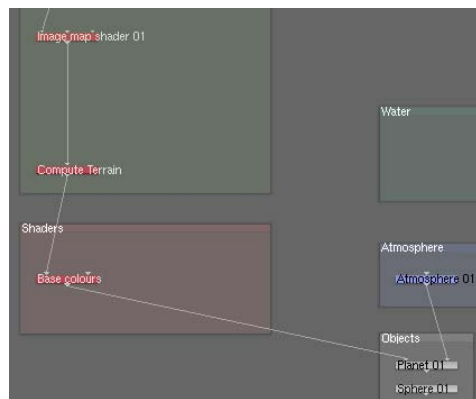 Image map shader 01
Water
Compute Terrain
Shaders
Atmosphere
Base colours
Atmosphere 01
Objects
Planet 01
Sphere 01